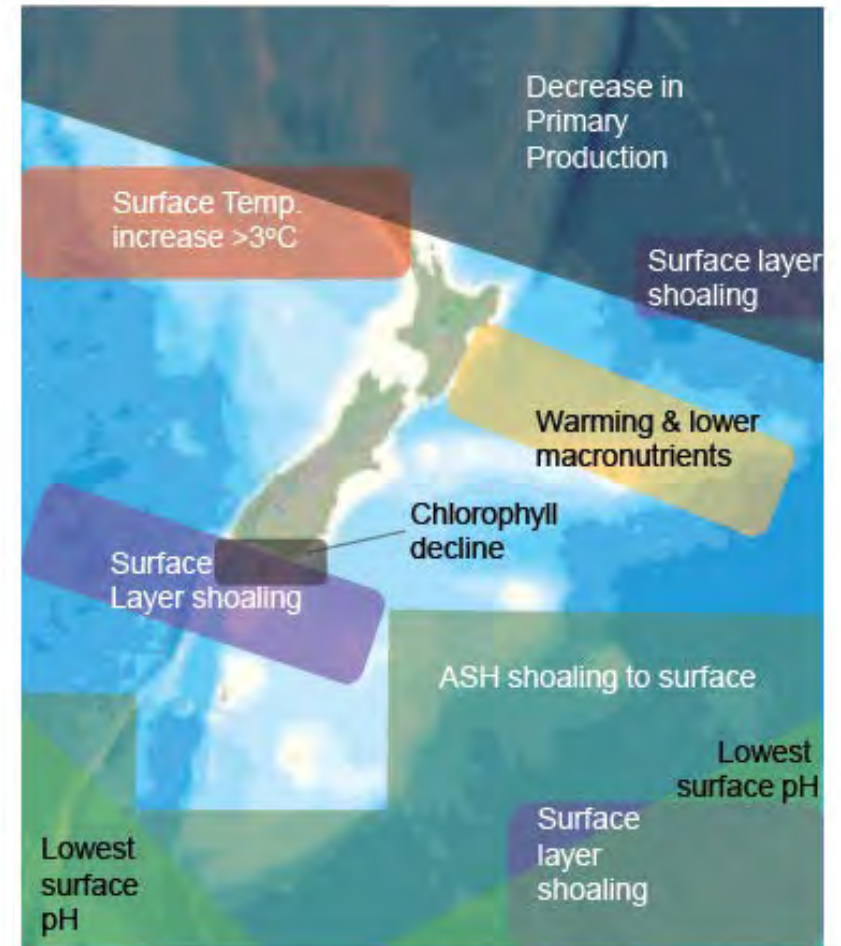 Decrease in
Primary
Production
Surface Temp.
increase >3°C
Surface layer
shoaling
Warming & lower
macronutrients
Chlorophyll
decline
Surface
Layer shoaling
ASH shoaling to surface
Lowest
surface pH
Surface
layer
shoaling
Lowest
surface
pH